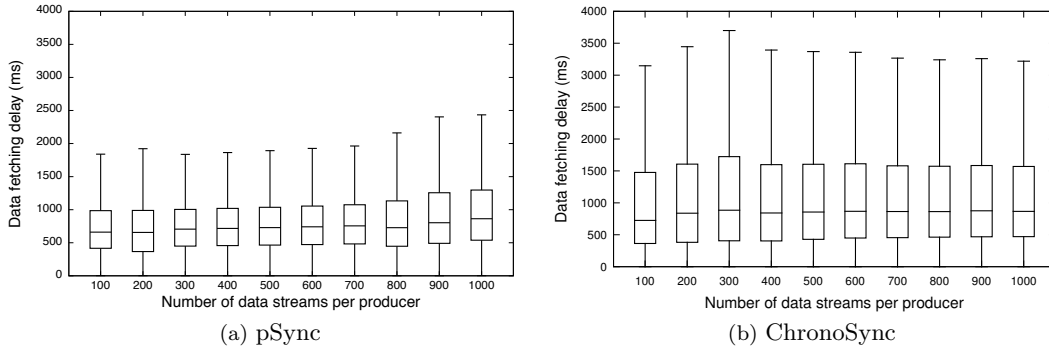 4000
3500
3000
2500
2000
1500
1000
500
0
Data fetching delay (ms)
100 200 300 400 500 600 700 800 900 1000
Number of data streams per producer
(a) pSync
4000
3500
3000
2500
2000
1500
1000
500
0
Data fetching delay (ms)
100 200 300 400 500 600 700 800 900 1000
Number of data streams per producer
(b) ChronoSync